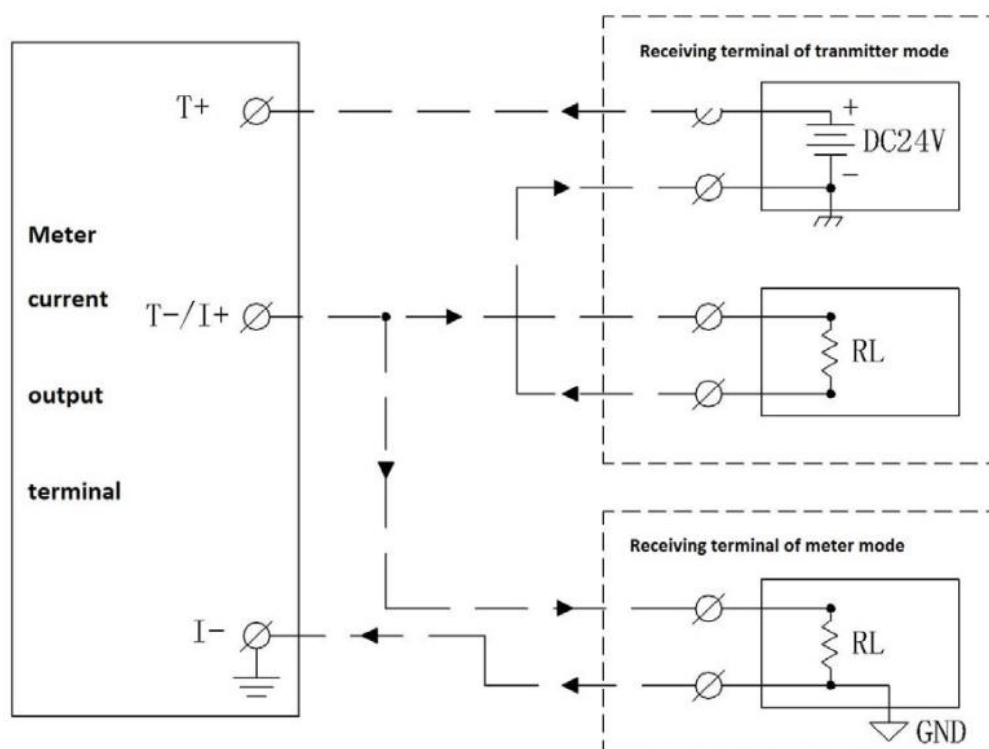 Receiving terminal of tranmitter mode
T+
+
DC24V
−
Meter
current
T−/I+
RL
output
terminal
Receiving terminal of meter mode
I−
RL
GND